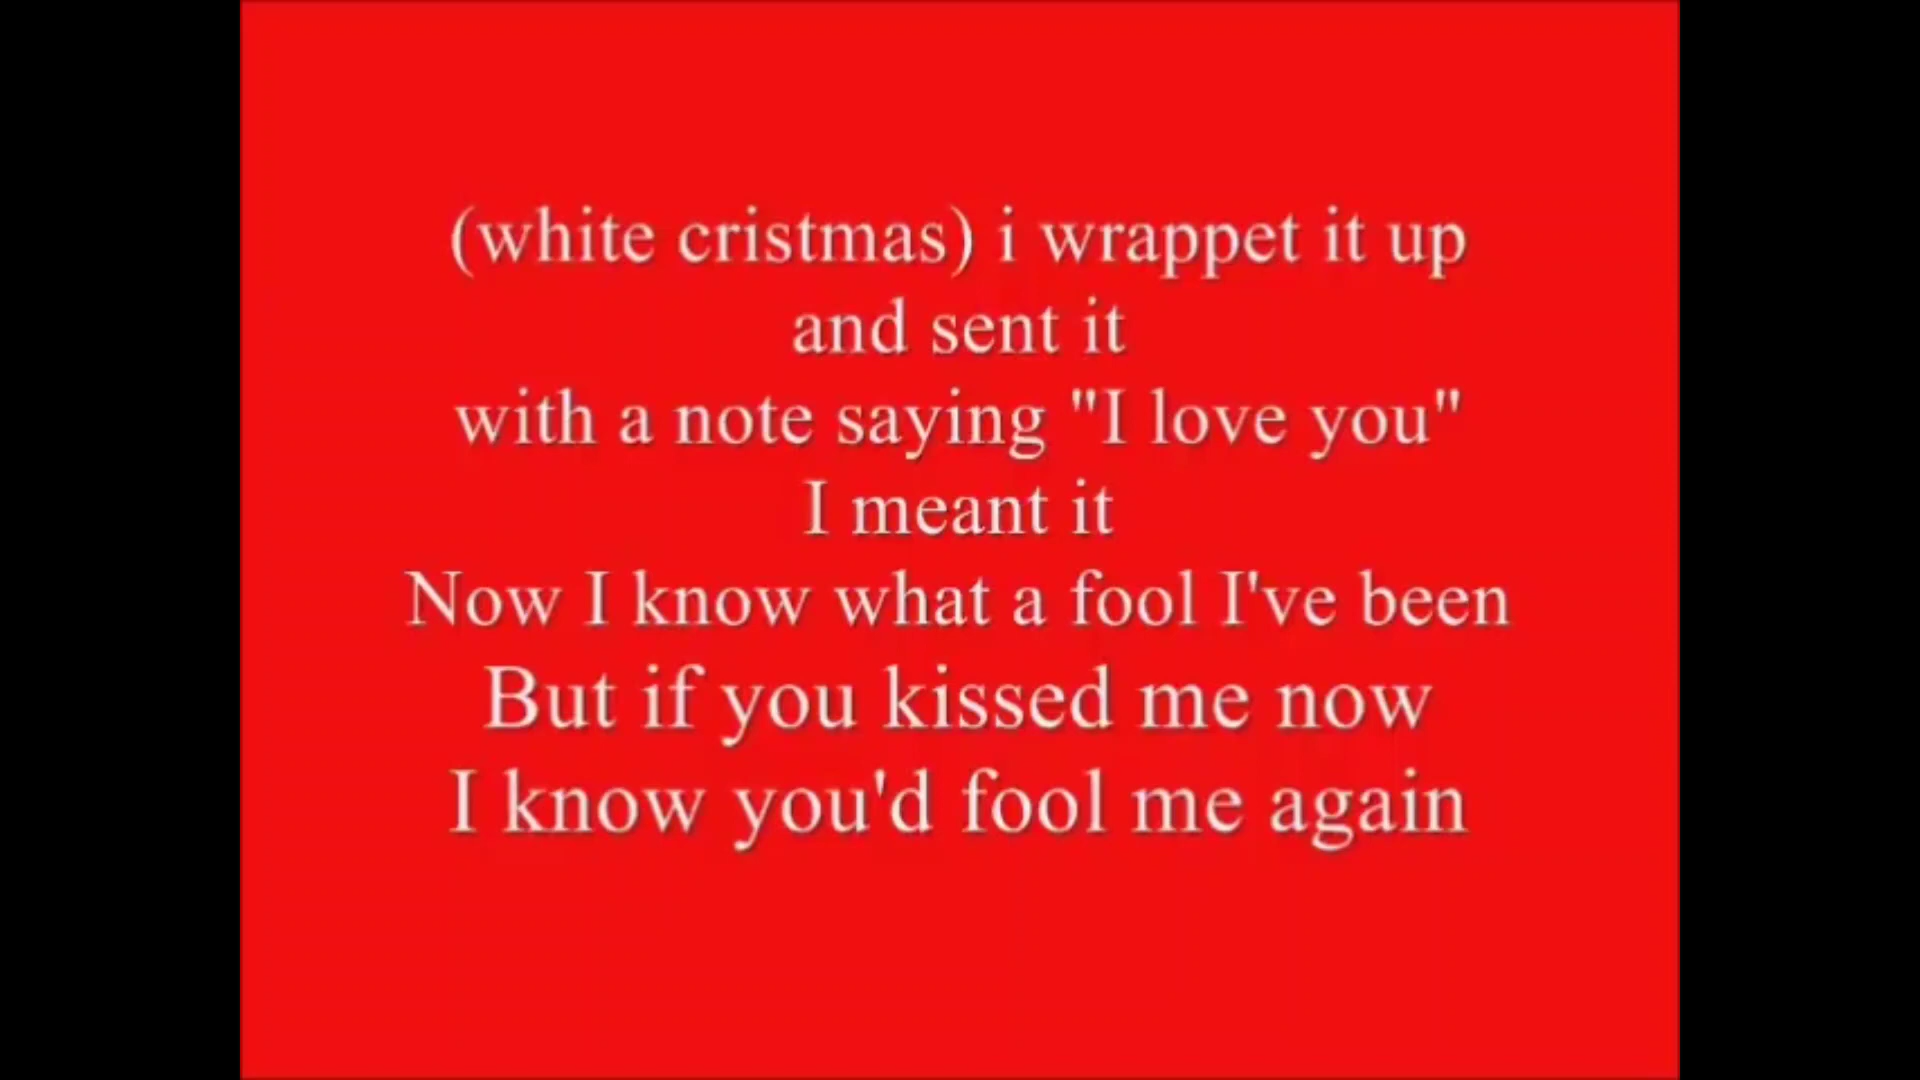 (white cristmas) i wrappet it up
and sent it
with a note saying "I love you"
I meant it
Now I know what a fool I've been
But if you kissed me now
I know you'd fool me again